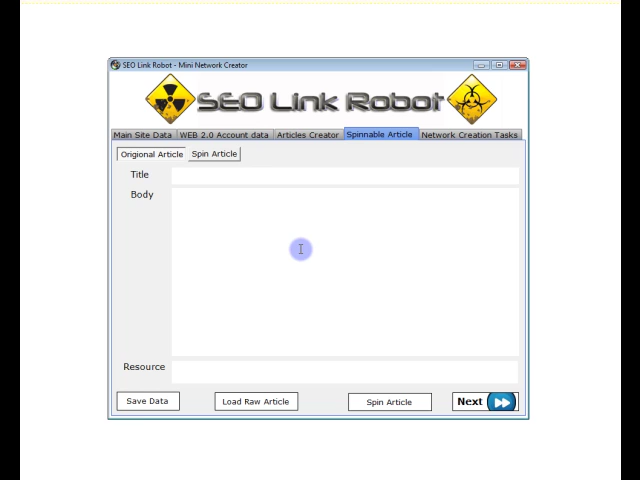 SEO Link Robot - Mini Network Creator
SEO Link Robot
Main Site Data WEB 2.0 Account data Articles Creator Spinnable Article Network Creation Tasks
Origional Article Spin Article
Title
Body
Resource
Save Data Load Raw Article Spin Article Next